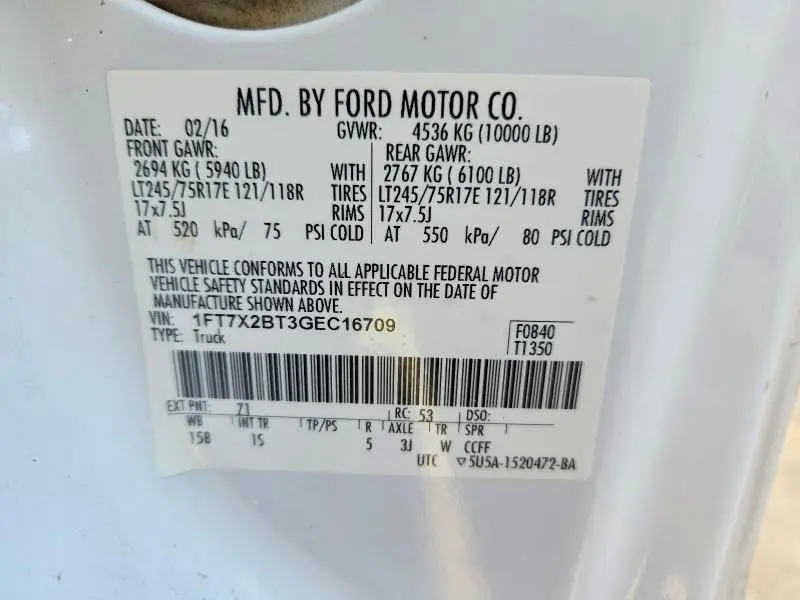 MFD. BY FORD MOTOR CO.
DATE: 02/16 GVWR: 4536 KG (10000 LB)
FRONT GAWR: REAR GAWR:
2694 KG ( 5940 LB) WITH 2767 KG ( 6100 LB) WITH
LT245/75R17E 121/118R TIRES LT245/75R17E 121/118R TIRES
17x7.5J RIMS 17x7.5J RIMS
AT 520 kPa/ 75 PSI COLD AT 550 kPa/ 80 PSI COLD
THIS VEHICLE CONFORMS TO ALL APPLICABLE FEDERAL MOTOR
VEHICLE SAFETY STANDARDS IN EFFECT ON THE DATE OF
MANUFACTURE SHOWN ABOVE.
VIN: 1FT7X2BT3GEC16709 F0840
TYPE: Truck T1350
EXT PNT: Z1 RC: 53 DSO:
WB INT TR TP/PS R AXLE TR SPR
158 IS 5 3J W CCFF
UTC ▽5U5A-1520472-BA